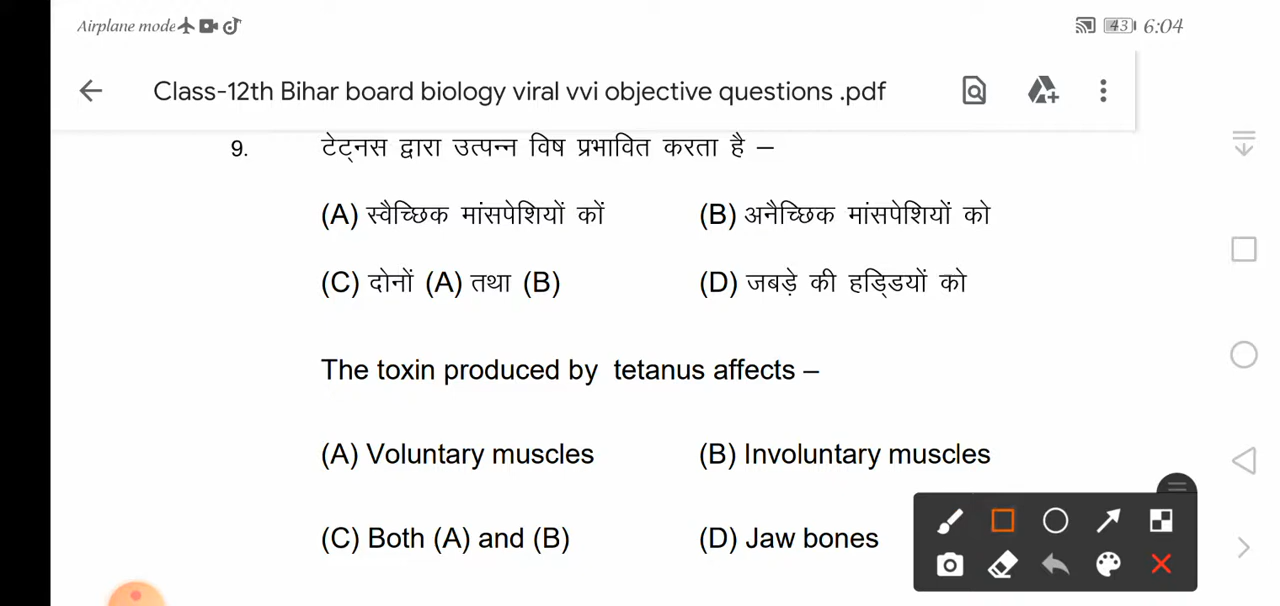 Airplane mode 43 6:04
Class-12th Bihar board biology viral vvi objective questions .pdf
9. टेट्नस द्वारा उत्पन्न विष प्रभावित करता है –
(A) स्वैच्छिक मांसपेशियों कों (B) अनैच्छिक मांसपेशियों को
(C) दोनों (A) तथा (B) (D) जबड़े की हड्डियों को
The toxin produced by tetanus affects –
(A) Voluntary muscles (B) Involuntary muscles
(C) Both (A) and (B) (D) Jaw bones